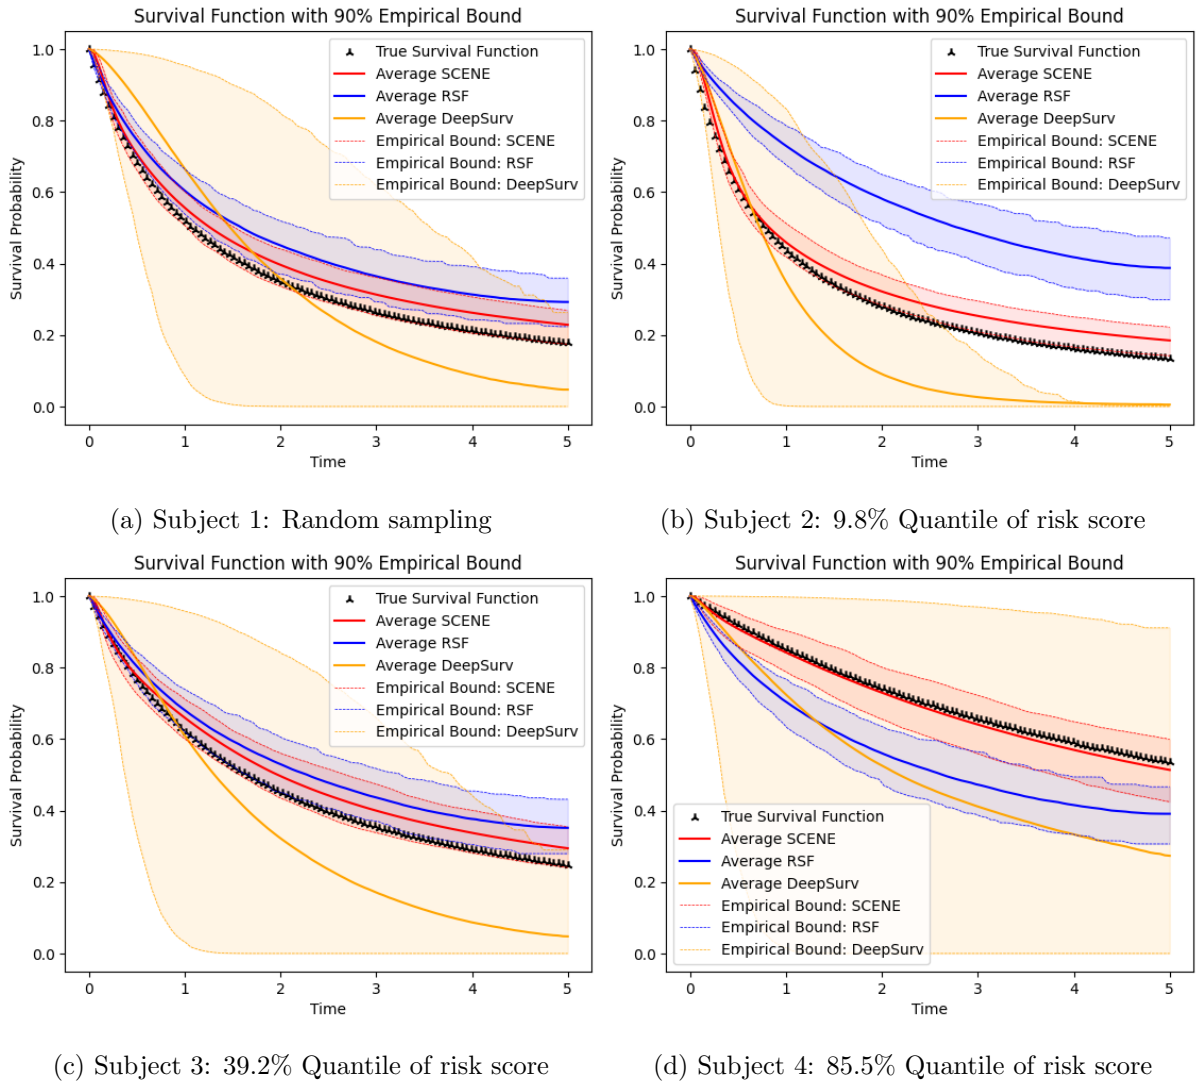 Survival Function with 90% Empirical Bound
Survival Probability
1.0
0.8
0.6
0.4
0.2
0.0
True Survival Function
Average SCENE
Average RSF
Average DeepSurv
Empirical Bound: SCENE
Empirical Bound: RSF
Empirical Bound: DeepSurv
0 1 2 3 4 5
Time
(a) Subject 1: Random sampling
Survival Function with 90% Empirical Bound
Survival Probability
1.0
0.8
0.6
0.4
0.2
0.0
True Survival Function
Average SCENE
Average RSF
Average DeepSurv
Empirical Bound: SCENE
Empirical Bound: RSF
Empirical Bound: DeepSurv
0 1 2 3 4 5
Time
(b) Subject 2: 9.8% Quantile of risk score
Survival Function with 90% Empirical Bound
Survival Probability
1.0
0.8
0.6
0.4
0.2
0.0
True Survival Function
Average SCENE
Average RSF
Average DeepSurv
Empirical Bound: SCENE
Empirical Bound: RSF
Empirical Bound: DeepSurv
0 1 2 3 4 5
Time
(c) Subject 3: 39.2% Quantile of risk score
Survival Function with 90% Empirical Bound
Survival Probability
1.0
0.8
0.6
0.4
0.2
0.0
True Survival Function
Average SCENE
Average RSF
Average DeepSurv
Empirical Bound: SCENE
Empirical Bound: RSF
Empirical Bound: DeepSurv
0 1 2 3 4 5
Time
(d) Subject 4: 85.5% Quantile of risk score